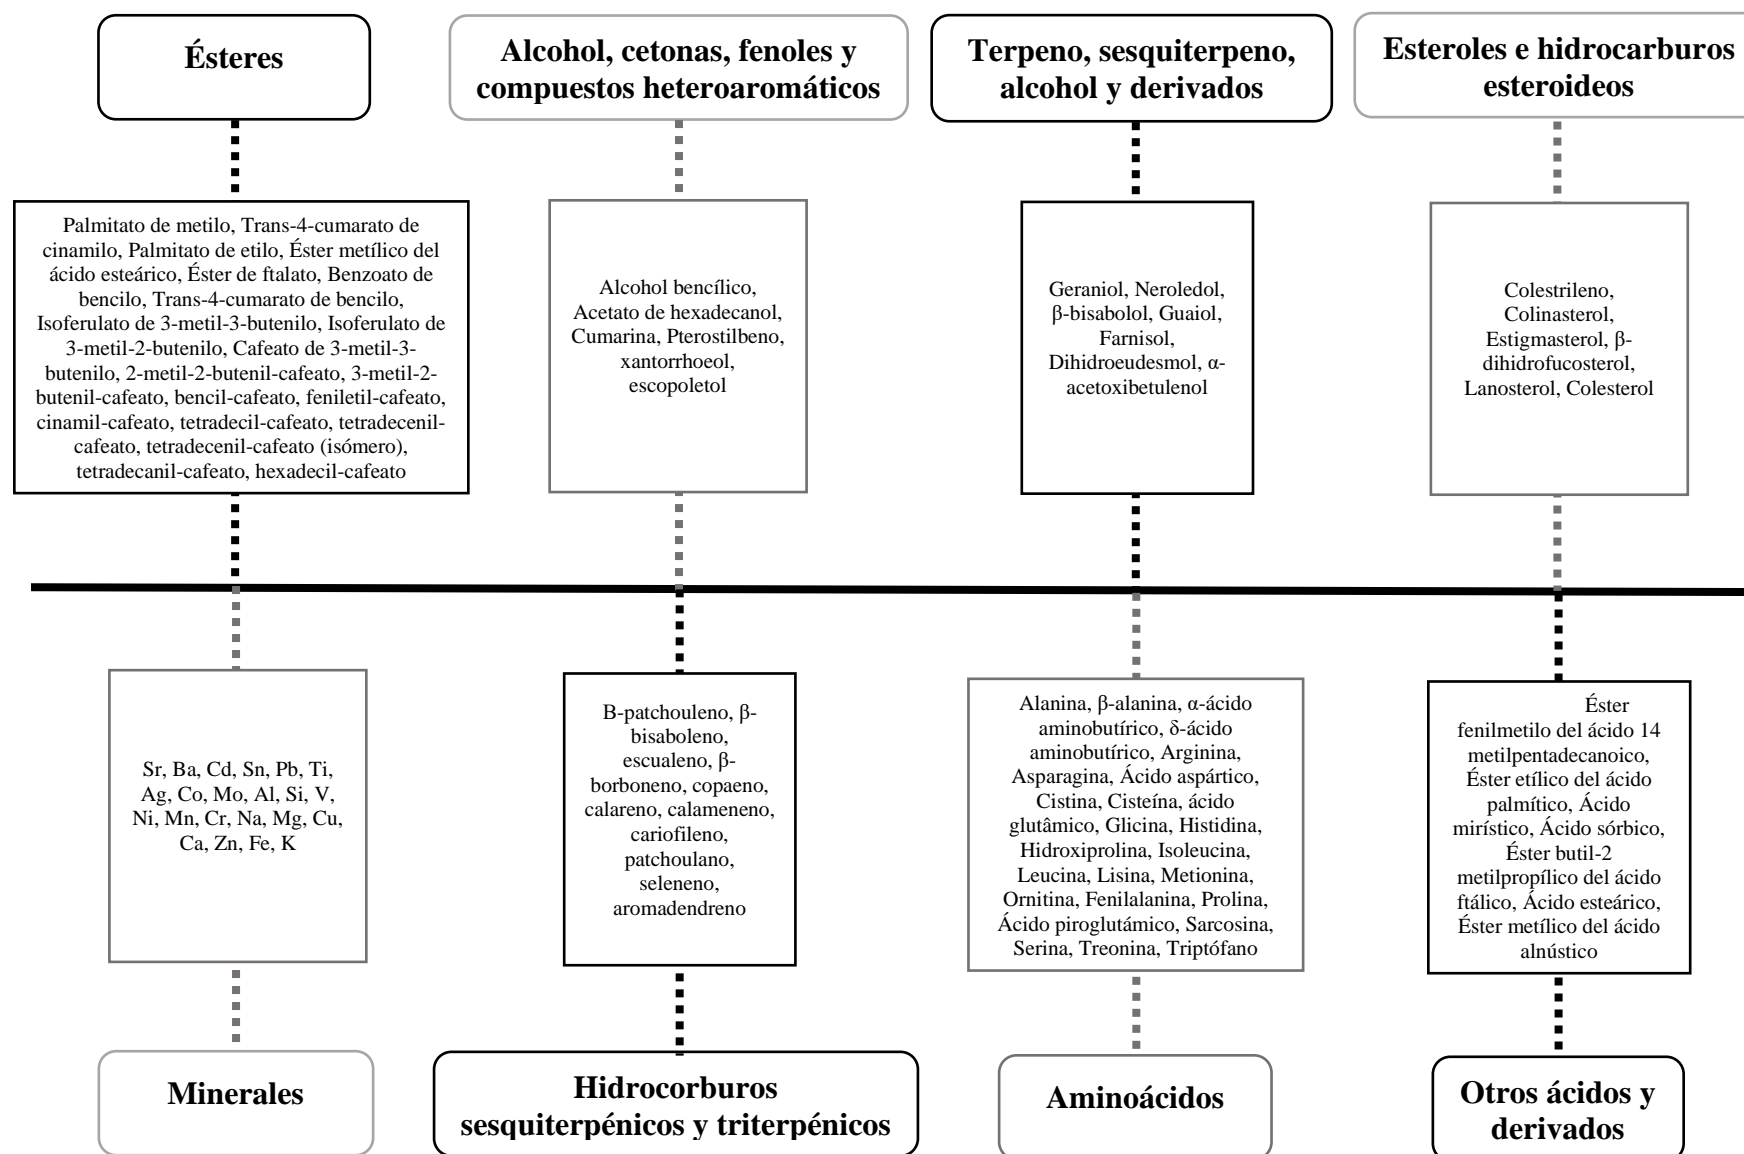 Ésteres
Alcohol, cetonas, fenoles y
compuestos heteroaromáticos
Terpeno, sesquiterpeno,
alcohol y derivados
Esteroles e hidrocarburos
esteroideos
Palmitato de metilo, Trans-4-cumarato de
cinamilo, Palmitato de etilo, Éster metílico del
ácido esteárico, Éster de ftalato, Benzoato de
bencilo, Trans-4-cumarato de bencilo,
Isoferulato de 3-metil-3-butenilo, Isoferulato de
3-metil-2-butenilo, Cafeato de 3-metil-3-
butenilo, 2-metil-2-butenil-cafeato, 3-metil-2-
butenil-cafeato, bencil-cafeato, feniletil-cafeato,
cinamil-cafeato, tetradecil-cafeato, tetradecenil-
cafeato, tetradecenil-cafeato (isómero),
tetradecanil-cafeato, hexadecil-cafeato
Alcohol bencílico,
Acetato de hexadecanol,
Cumarina, Pterostilbeno,
xantorrhoeol,
escopoletol
Geraniol, Neroledol,
β-bisabolol, Guaiol,
Farnisol,
Dihidroeudesmol, α-
acetoxibetulenol
Colestrileno,
Colinasterol,
Estigmasterol, β-
dihidrofucosterol,
Lanosterol, Colesterol
Sr, Ba, Cd, Sn, Pb, Ti,
Ag, Co, Mo, Al, Si, V,
Ni, Mn, Cr, Na, Mg, Cu,
Ca, Zn, Fe, K
B-patchouleno, β-
bisaboleno,
escualeno, β-
borboneno, copaeno,
calareno, calameneno,
cariofileno,
patchoulano,
seleneno,
aromadendreno
Alanina, β-alanina, α-ácido
aminobutírico, δ-ácido
aminobutírico, Arginina,
Asparagina, Ácido aspártico,
Cistina, Cisteína, ácido
glutâmico, Glicina, Histidina,
Hidroxiprolina, Isoleucina,
Leucina, Lisina, Metionina,
Ornitina, Fenilalanina, Prolina,
Ácido piroglutámico, Sarcosina,
Serina, Treonina, Triptófano
Éster
fenilmetilo del ácido 14
metilpentadecanoico,
Éster etílico del ácido
palmítico, Ácido
mirístico, Ácido sórbico,
Éster butil-2
metilpropílico del ácido
ftálico, Ácido esteárico,
Éster metílico del ácido
alnústico
Minerales
Hidrocorburos
sesquiterpénicos y triterpénicos
Aminoácidos
Otros ácidos y
derivados